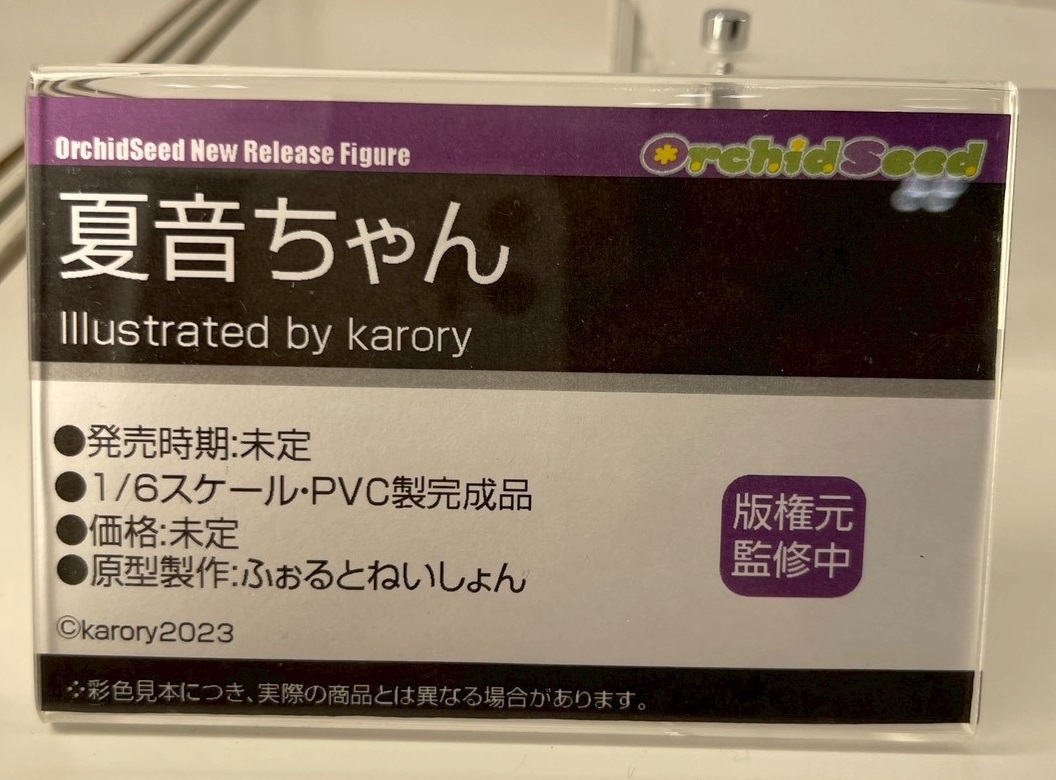 OrchidSeed New Release Figure
OrchidSeed
夏音ちゃん
Illustrated by karory
●発売時期:未定
●1/6スケール・PVC製完成品
●価格:未定
●原型製作:ふぉるとねいしょん
版権元
監修中
©karory2023
※彩色見本につき、実際の商品とは異なる場合があります。